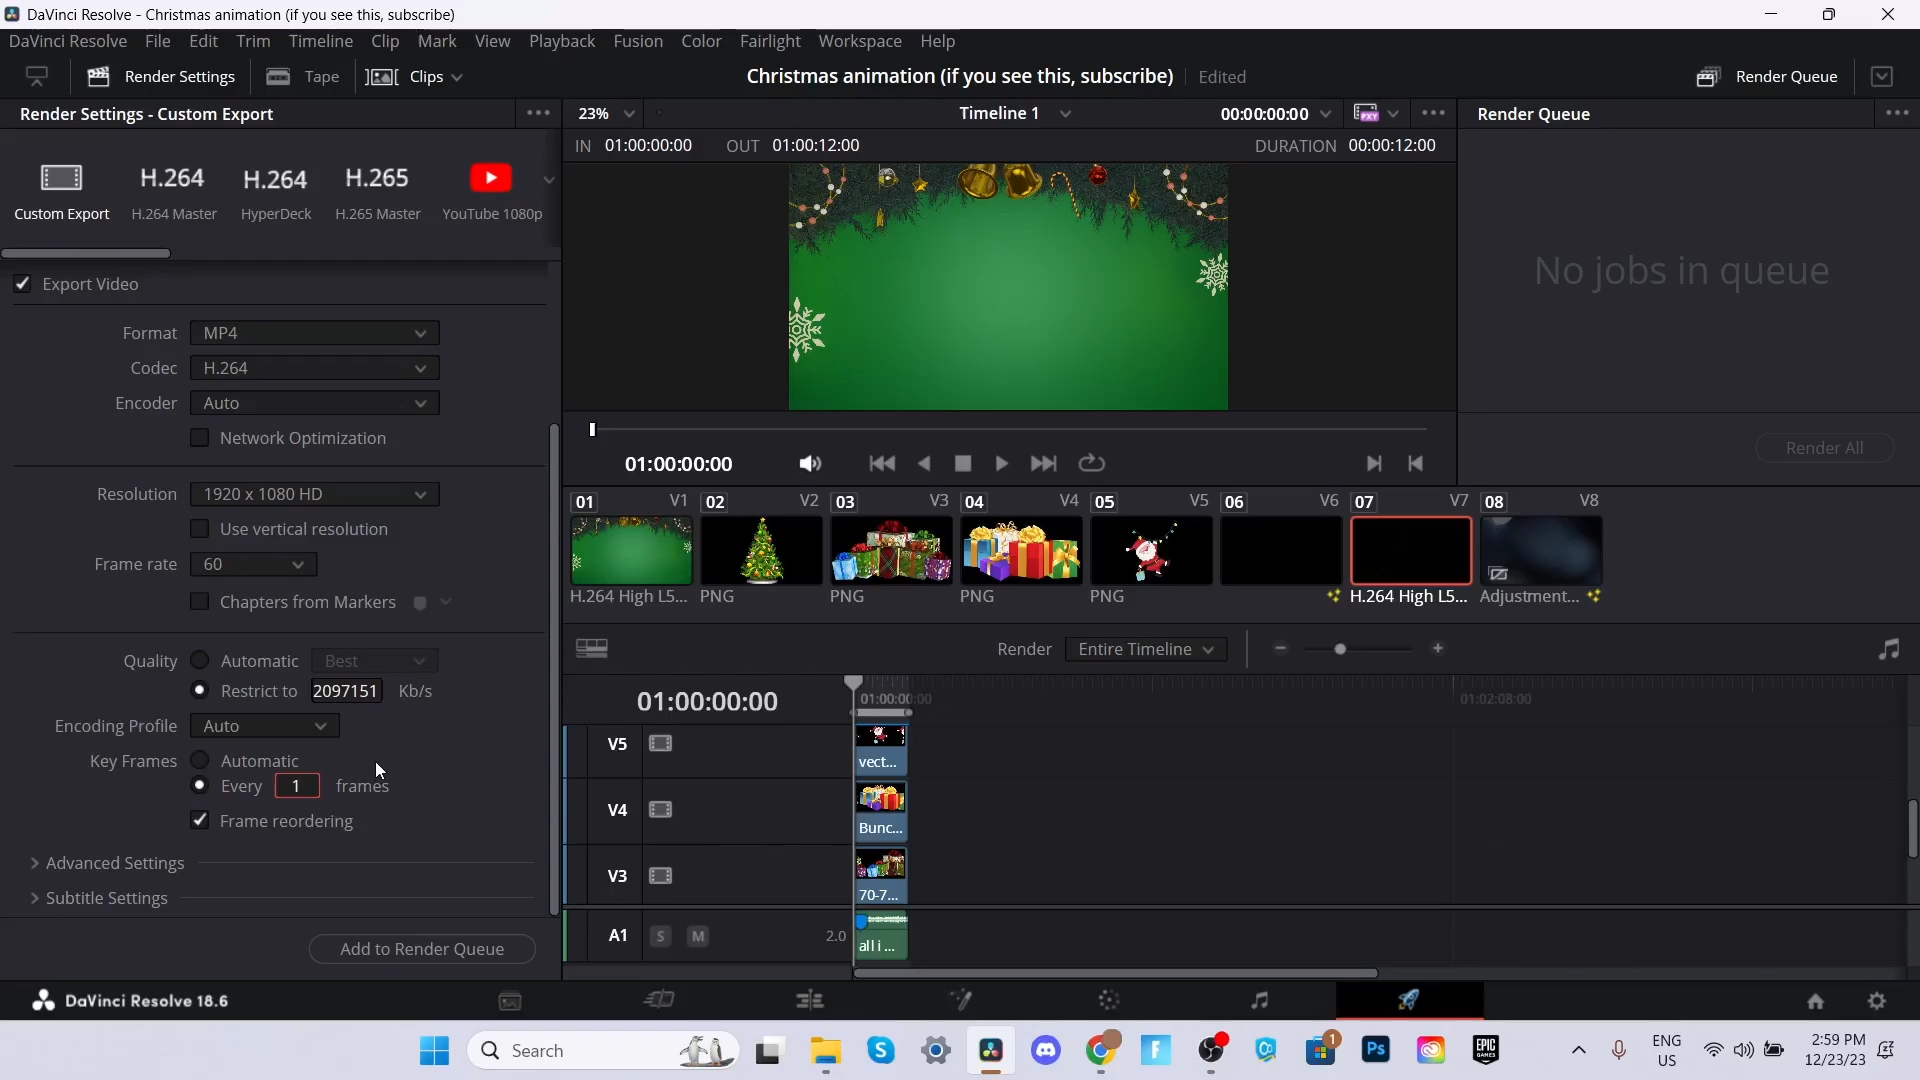 DaVinci Resolve - Christmas animation (if you see this, subscribe)
DaVinci Resolve File Edit Trim Timeline Clip Mark View Playback Fusion Color Fairlight Workspace Help
Render Settings Tape Clips Christmas animation (if you see this, subscribe) Edited Render Queue
Render Settings - Custom Export 23% Timeline 1 00:00:00:00 PXY Render Queue
IN 01:00:00:00 OUT 01:00:12:00 DURATION 00:00:12:00
H.264 H.264 H.265
Custom Export H.264 Master HyperDeck H.265 Master YouTube 1080p
No jobs in queue
Export Video
Format MP4
Codec H.264
Encoder Auto
Network Optimization
Render All
01:00:00:00
Resolution 1920 x 1080 HD
01 V1 02 V2 03 V3 04 V4 05 V5 06 V6 07 V7 08 V8
Use vertical resolution
Frame rate 60
H.264 High L5... PNG PNG PNG PNG H.264 High L5... Adjustment...
Chapters from Markers
Render Entire Timeline
Quality Automatic Best
Restrict to 2097151 Kb/s
01:00:00:00 01:00:00:00 01:02:08:00
Encoding Profile Auto
V5 vect...
Key Frames Automatic
Every 1 frames
V4 Bunc...
Frame reordering
Advanced Settings
V3 70-7...
Subtitle Settings
A1 S M 2.0 all i ...
Add to Render Queue
DaVinci Resolve 18.6
Search S F 1 Ps EPIC GAMES ENG US 2:59 PM 12/23/23